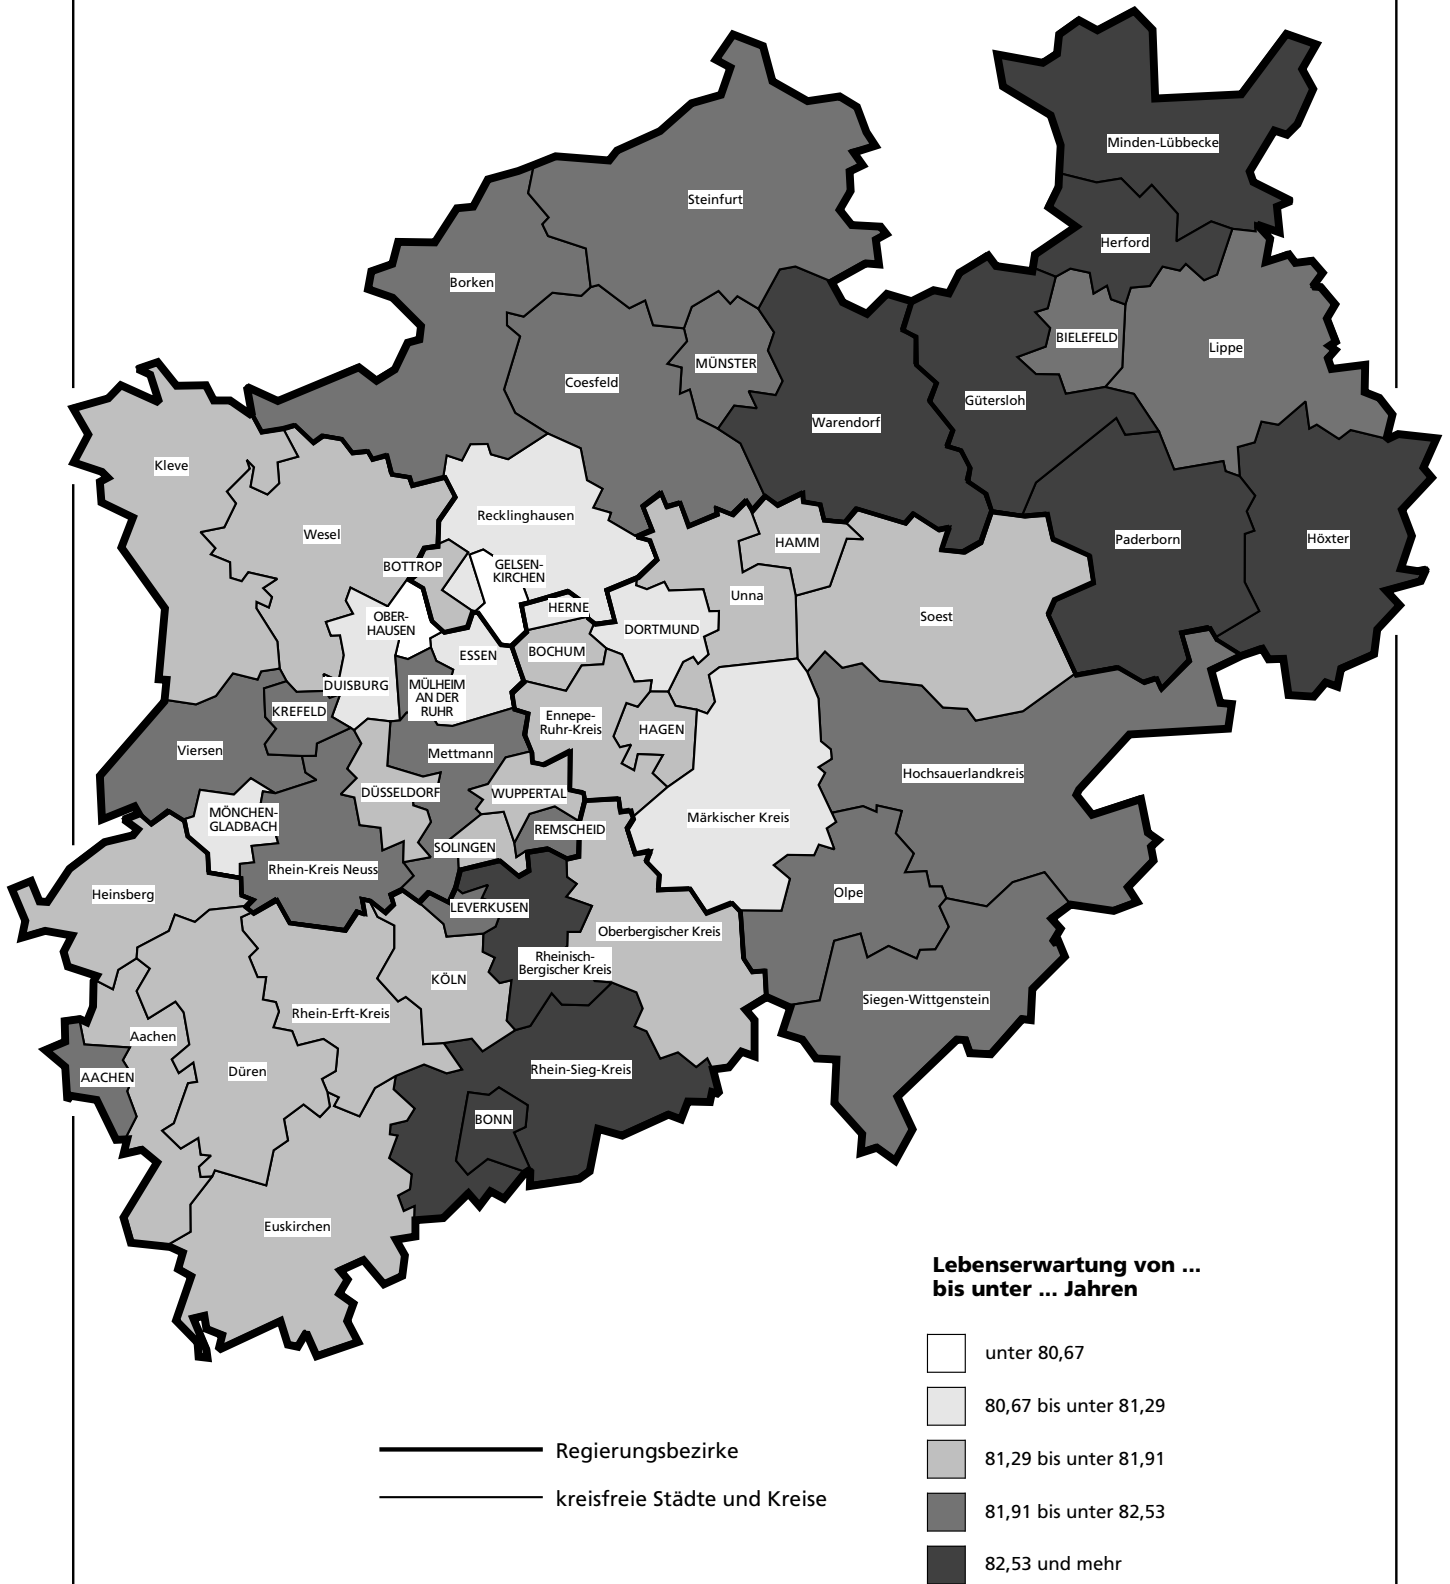 Minden-Lübbecke
Steinfurt
Herford
Borken
BIELEFELD
Lippe
MÜNSTER
Coesfeld
Gütersloh
Warendorf
Kleve
Recklinghausen
Wesel
HAMM
Paderborn
Höxter
BOTTROP
GELSEN-
KIRCHEN
Unna
HERNE
Soest
OBER-
HAUSEN
DORTMUND
BOCHUM
ESSEN
DUISBURG
MÜLHEIM
AN DER
RUHR
KREFELD
Ennepe-
Ruhr-Kreis
HAGEN
Viersen
Mettmann
Hochsauerlandkreis
DÜSSELDORF
WUPPERTAL
MÖNCHEN-
GLADBACH
Märkischer Kreis
REMSCHEID
SOLINGEN
Rhein-Kreis Neuss
Heinsberg
Olpe
LEVERKUSEN
Oberbergischer Kreis
Rheinisch-
Bergischer Kreis
KÖLN
Siegen-Wittgenstein
Rhein-Erft-Kreis
Aachen
Düren
Rhein-Sieg-Kreis
AACHEN
BONN
Euskirchen
Lebenserwartung von ...
bis unter ... Jahren
unter 80,67
80,67 bis unter 81,29
81,29 bis unter 81,91
81,91 bis unter 82,53
82,53 und mehr
Regierungsbezirke
kreisfreie Städte und Kreise